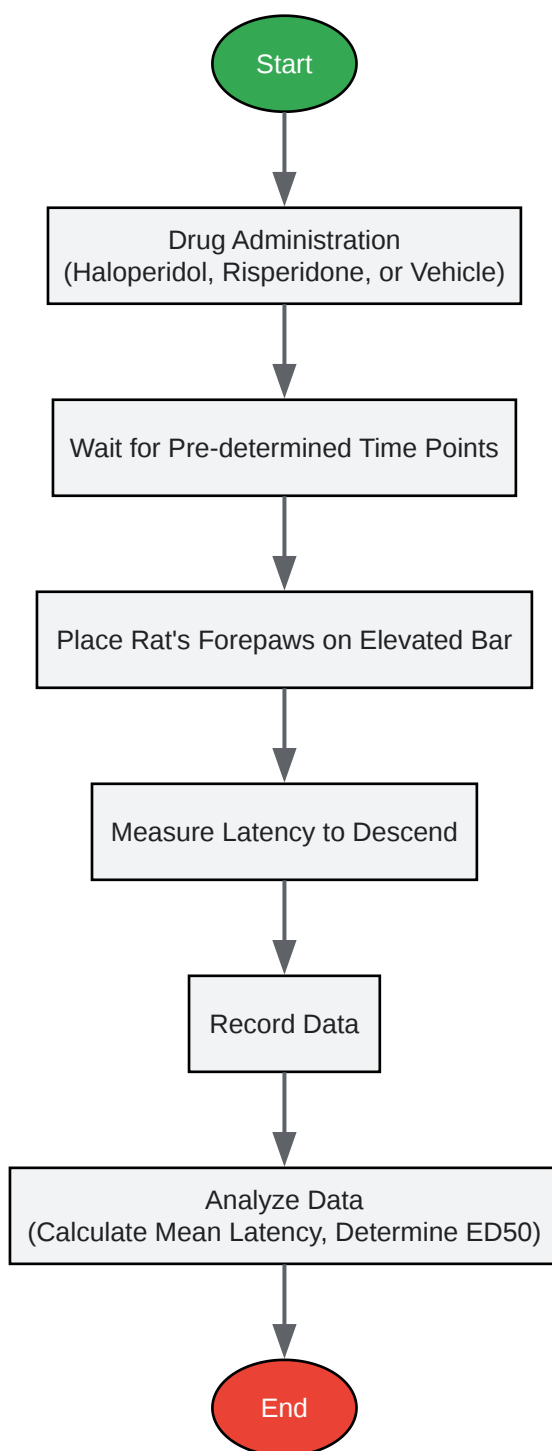 Start
Drug Administration
(Haloperidol, Risperidone, or Vehicle)
Wait for Pre-determined Time Points
Place Rat's Forepaws on Elevated Bar
Measure Latency to Descend
Record Data
Analyze Data
(Calculate Mean Latency, Determine ED50)
End